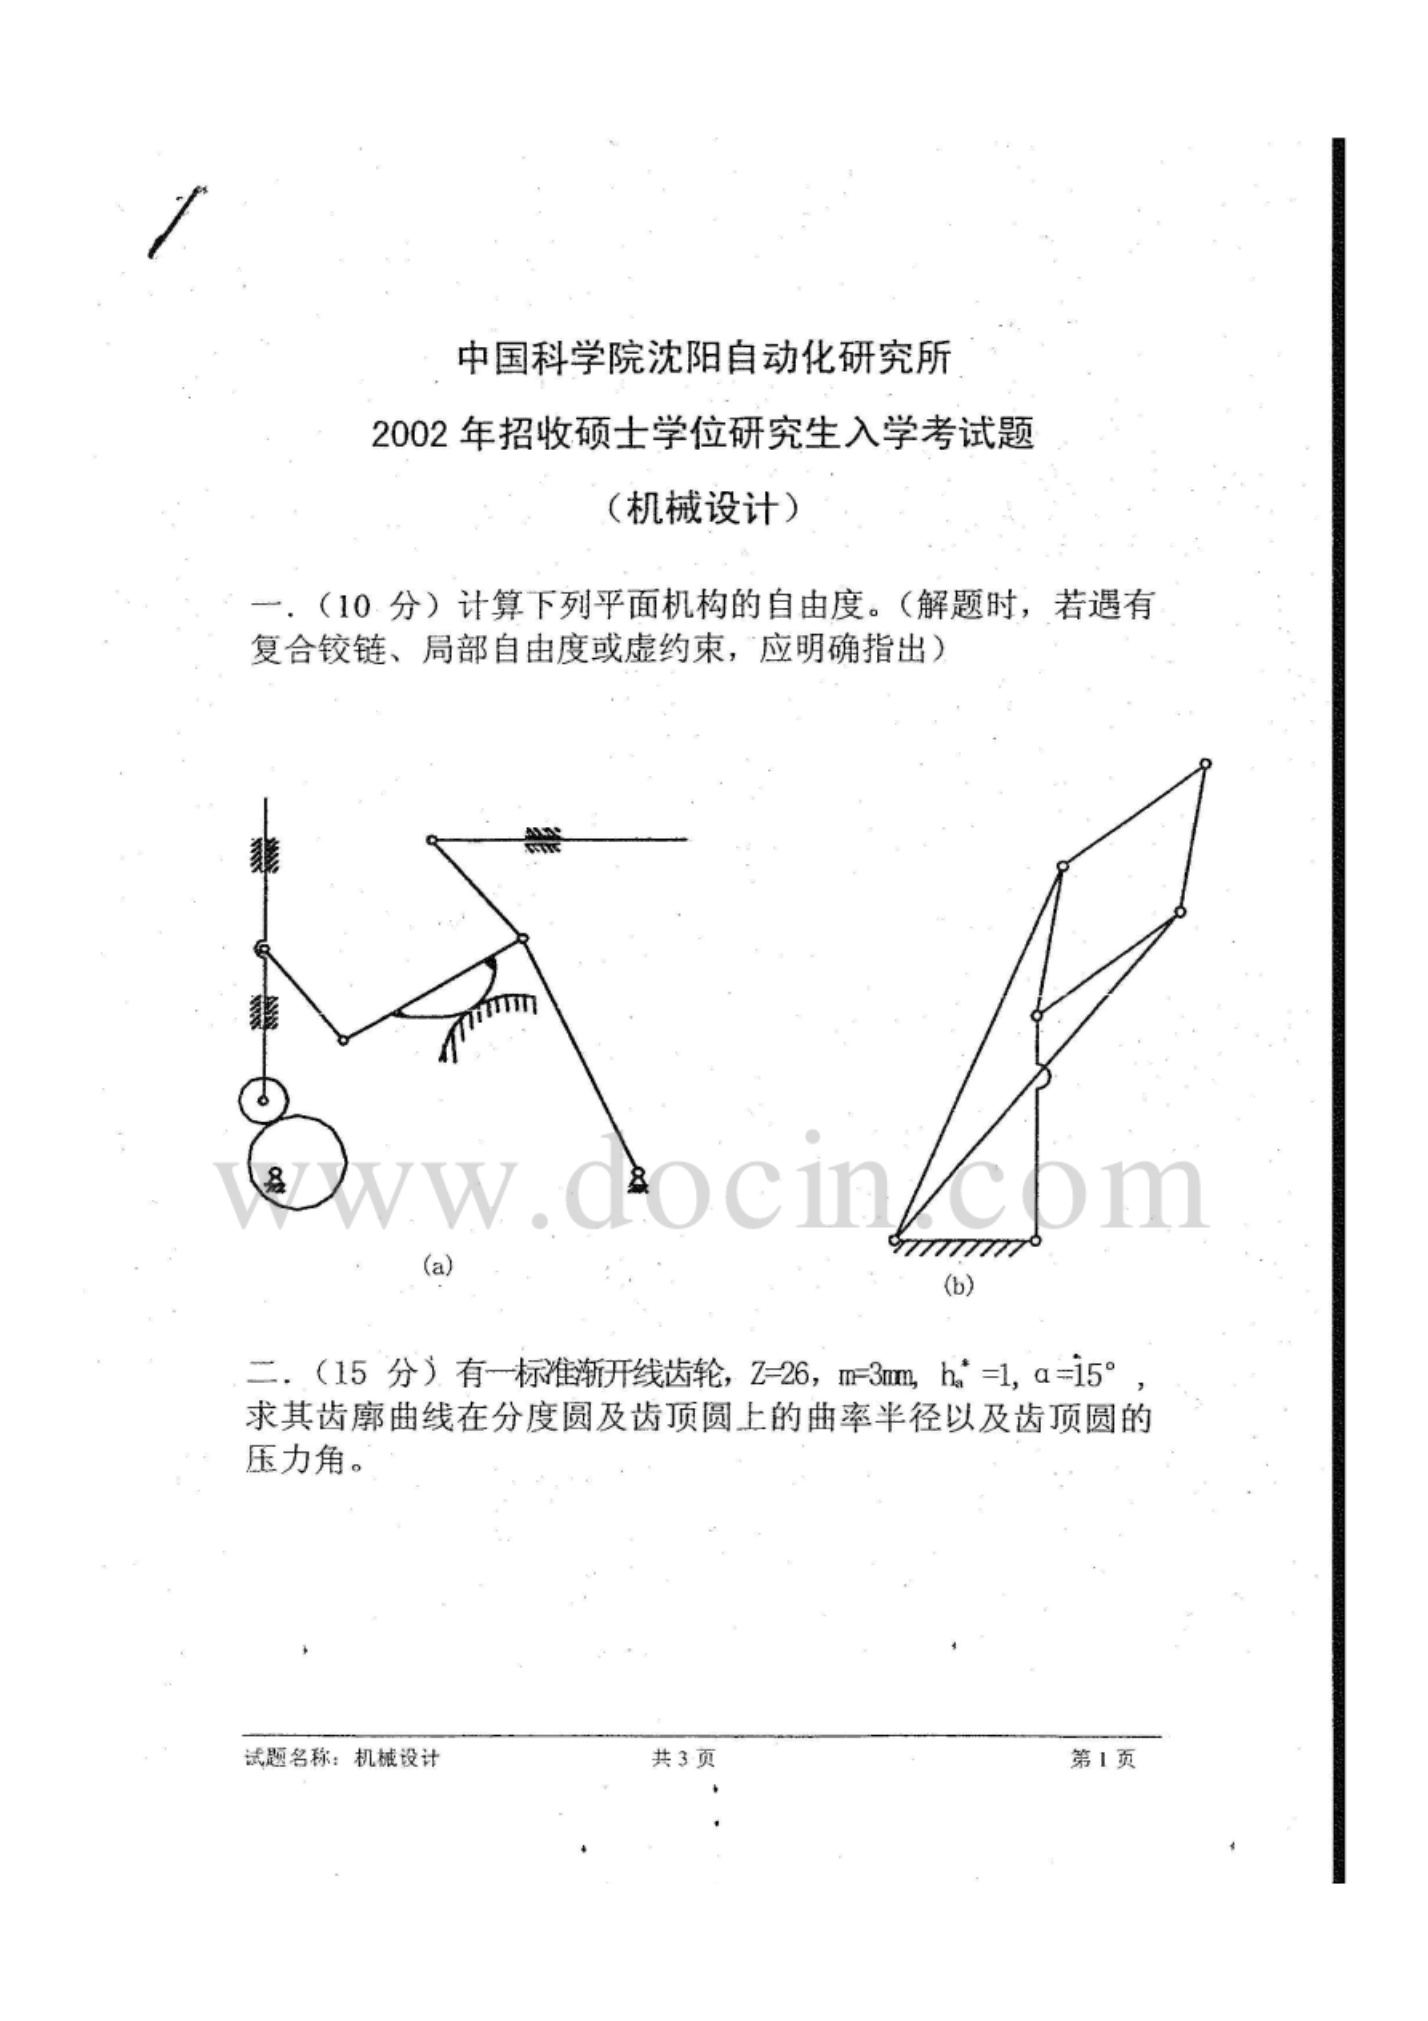 中国科学院沈阳自动化研究所
2002 年招收硕士学位研究生入学考试题
（机械设计）
一．（10 分）计算下列平面机构的自由度。（解题时，若遇有
复合铰链、局部自由度或虚约束，应明确指出）
www.docin.com
(a)
(b)
二．（15 分）有一标准渐开线齿轮，Z=26，m=3mm, hₐ* =1, α=15° ，
求其齿廓曲线在分度圆及齿顶圆上的曲率半径以及齿顶圆的
压力角。
试题名称：机械设计 共 3 页 第 1 页